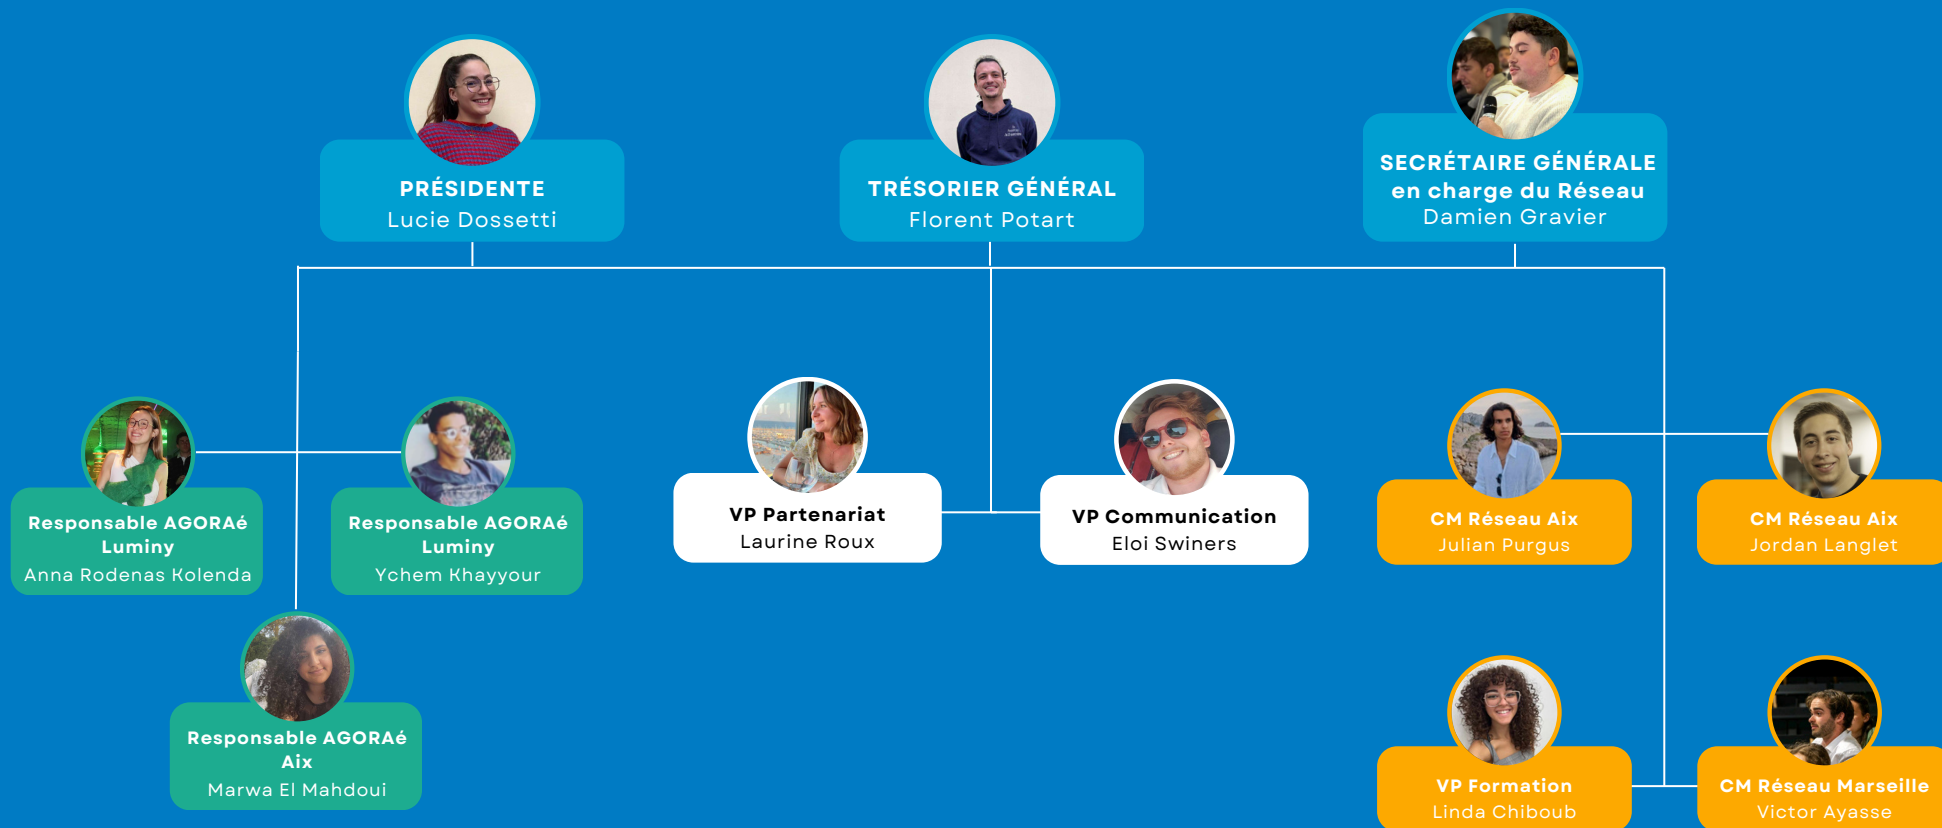 PRÉSIDENTE
Lucie Dossetti
TRÉSORIER GÉNÉRAL
Florent Potart
SECRÉTAIRE GÉNÉRALE
en charge du Réseau
Damien Gravier
Responsable AGORAé
Luminy
Anna Rodenas Kolenda
Responsable AGORAé
Luminy
Ychem Khayyour
Responsable AGORAé
Aix
Marwa El Mahdoui
VP Partenariat
Laurine Roux
VP Communication
Eloi Swiners
CM Réseau Aix
Julian Purgus
CM Réseau Aix
Jordan Langlet
VP Formation
Linda Chiboub
CM Réseau Marseille
Victor Ayasse